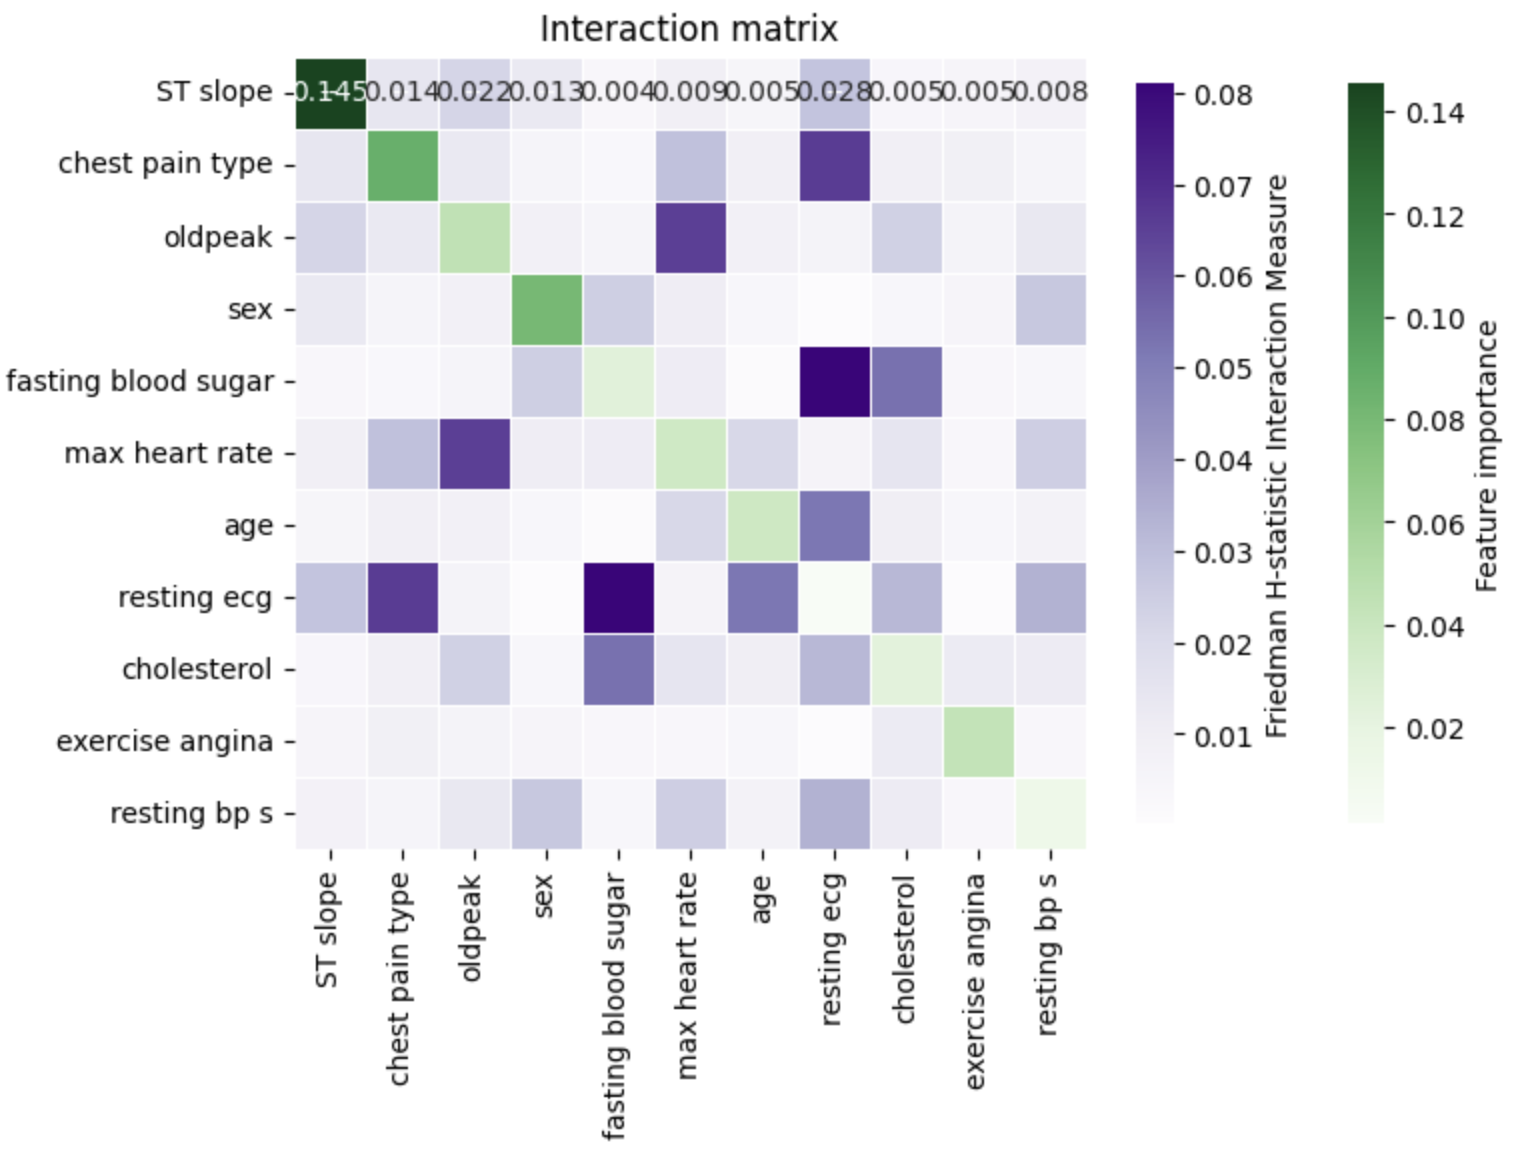 Interaction matrix
ST slope
0.145 0.014 0.022 0.013 0.004 0.009 0.005 0.028 0.005 0.005 0.008
chest pain type
oldpeak
sex
fasting blood sugar
max heart rate
age
resting ecg
cholesterol
exercise angina
resting bp s
ST slope
chest pain type
oldpeak
sex
fasting blood sugar
max heart rate
age
resting ecg
cholesterol
exercise angina
resting bp s
0.08
0.07
0.06
0.05
0.04
0.03
0.02
0.01
Friedman H-statistic Interaction Measure
0.14
0.12
0.10
0.08
0.06
0.04
0.02
Feature importance